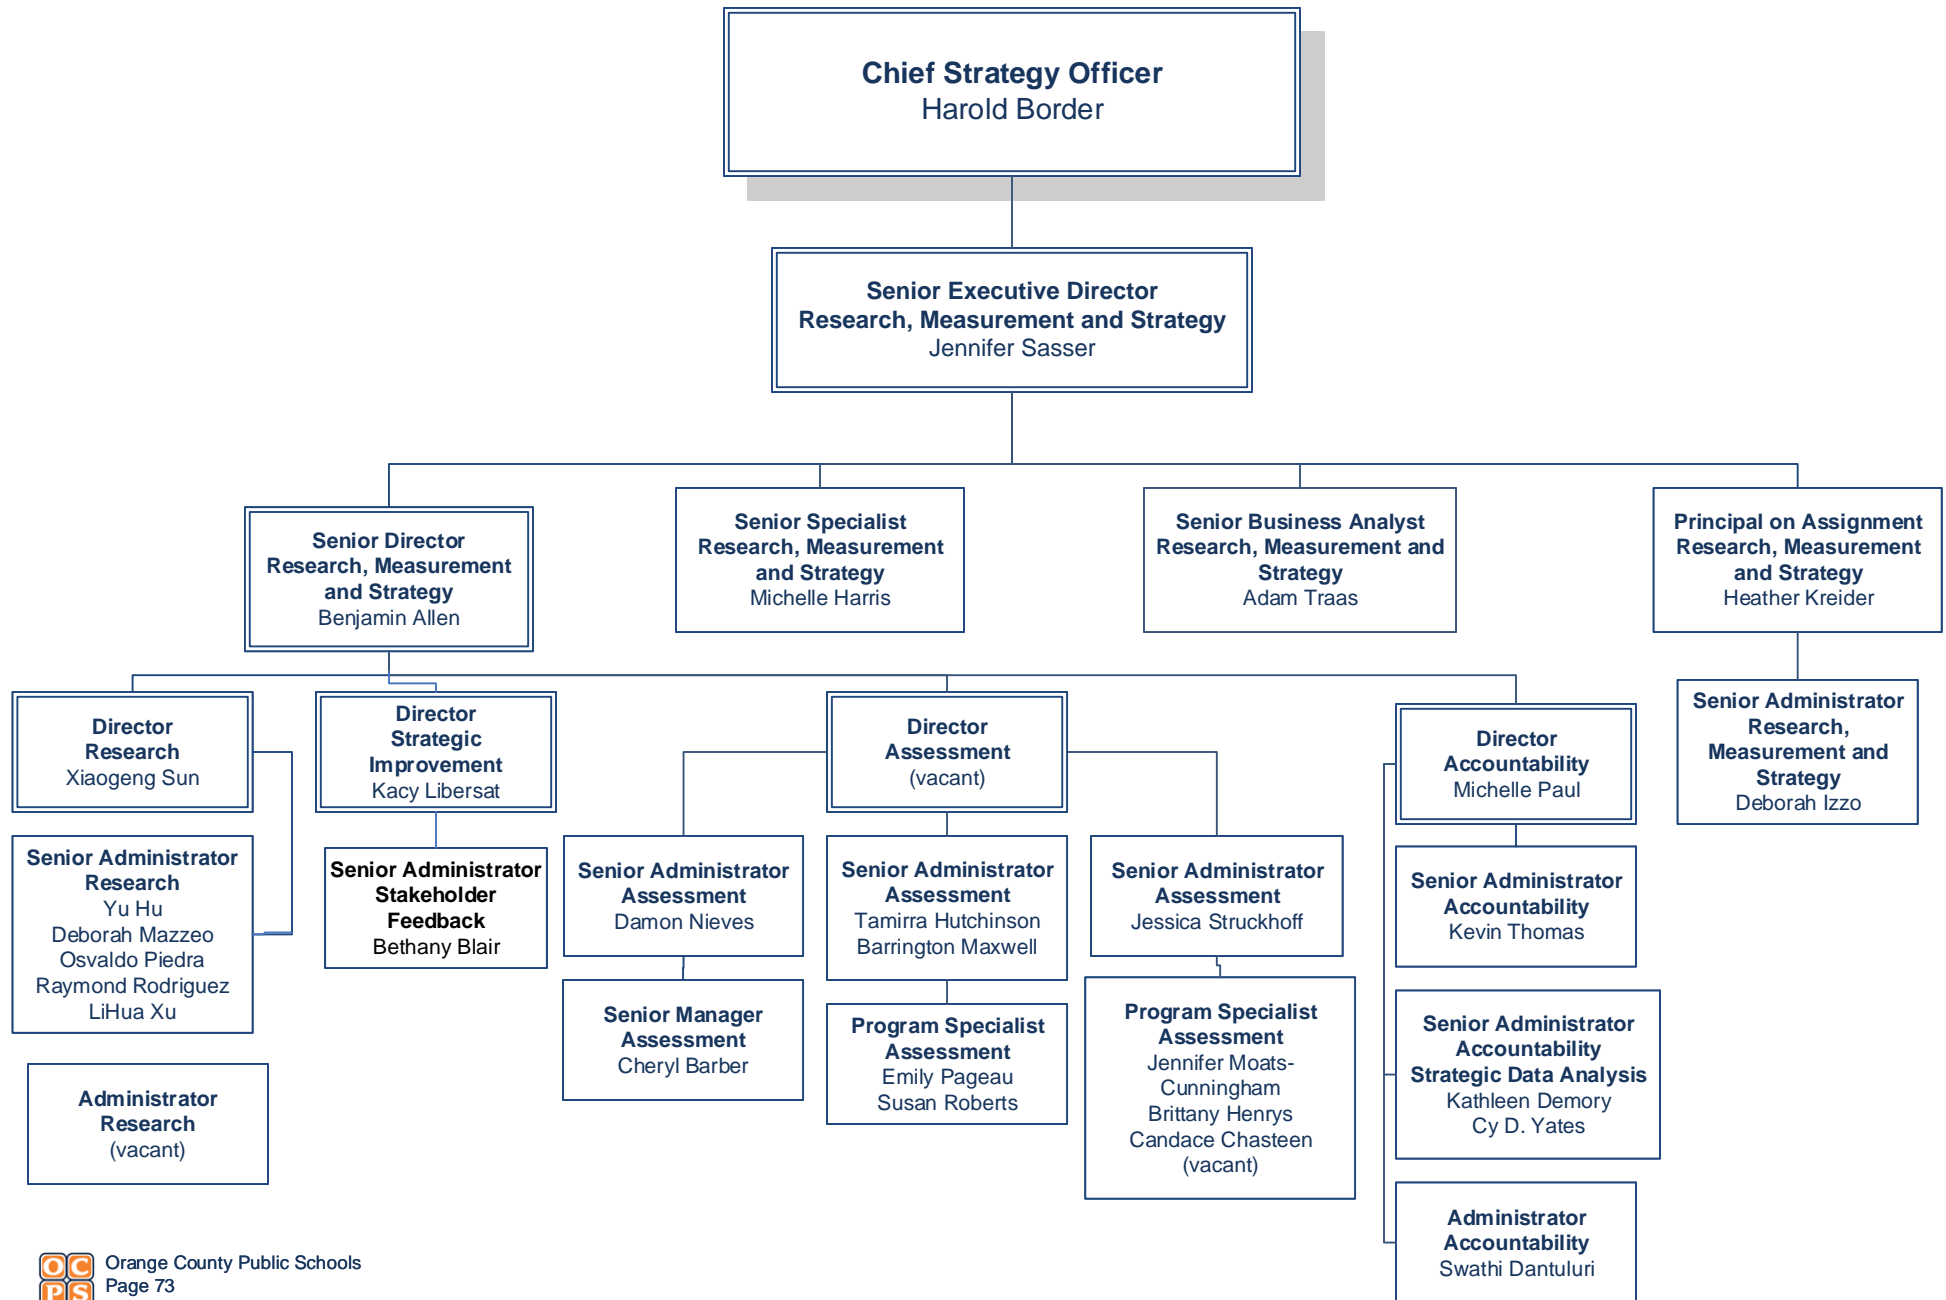 Chief Strategy Officer
Harold Border
Senior Executive Director
Research, Measurement and Strategy
Jennifer Sasser
Senior Director
Research, Measurement
and Strategy
Benjamin Allen
Senior Specialist
Research, Measurement
and Strategy
Michelle Harris
Senior Business Analyst
Research, Measurement and
Strategy
Adam Traas
Principal on Assignment
Research, Measurement
and Strategy
Heather Kreider
Director
Research
Xiaogeng Sun
Director
Strategic
Improvement
Kacy Libersat
Director
Assessment
(vacant)
Director
Accountability
Michelle Paul
Senior Administrator
Research,
Measurement and
Strategy
Deborah Izzo
Senior Administrator
Research
Yu Hu
Deborah Mazzeo
Osvaldo Piedra
Raymond Rodriguez
LiHua Xu
Senior Administrator
Stakeholder
Feedback
Bethany Blair
Senior Administrator
Assessment
Damon Nieves
Senior Administrator
Assessment
Tamirra Hutchinson
Barrington Maxwell
Senior Administrator
Assessment
Jessica Struckhoff
Senior Administrator
Accountability
Kevin Thomas
Senior Manager
Assessment
Cheryl Barber
Program Specialist
Assessment
Emily Pageau
Susan Roberts
Program Specialist
Assessment
Jennifer Moats-
Cunningham
Brittany Henrys
Candace Chasteen
(vacant)
Senior Administrator
Accountability
Strategic Data Analysis
Kathleen Demory
Cy D. Yates
Administrator
Research
(vacant)
Administrator
Accountability
Swathi Dantuluri
OC
PS
Orange County Public Schools
Page 73